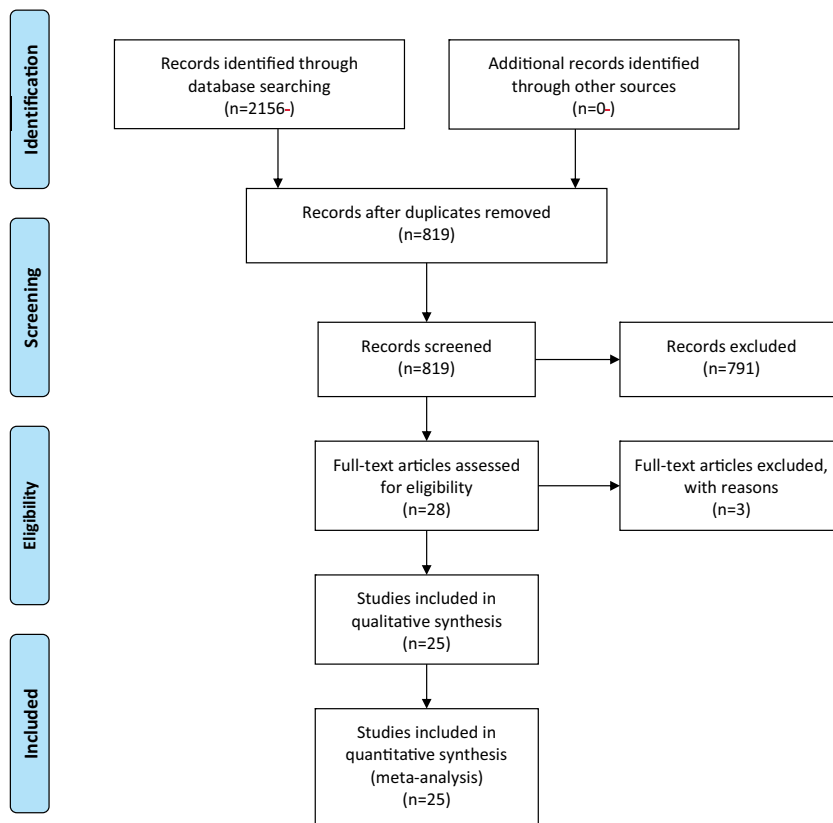 Identification
Records identified through
database searching
(n=2156-)
Additional records identified
through other sources
(n=0-)
Records after duplicates removed
(n=819)
Screening
Records screened
(n=819)
Records excluded
(n=791)
Eligibility
Full-text articles assessed
for eligibility
(n=28)
Full-text articles excluded,
with reasons
(n=3)
Studies included in
qualitative synthesis
(n=25)
Included
Studies included in
quantitative synthesis
(meta-analysis)
(n=25)